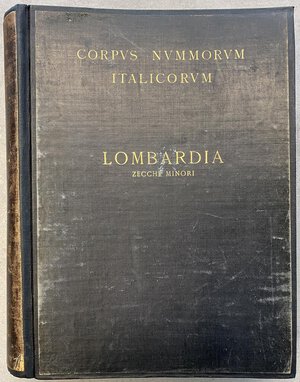 CORPVS NVMMORVM
ITALICORVM
LOMBARDIA
ZECCHE MINORI